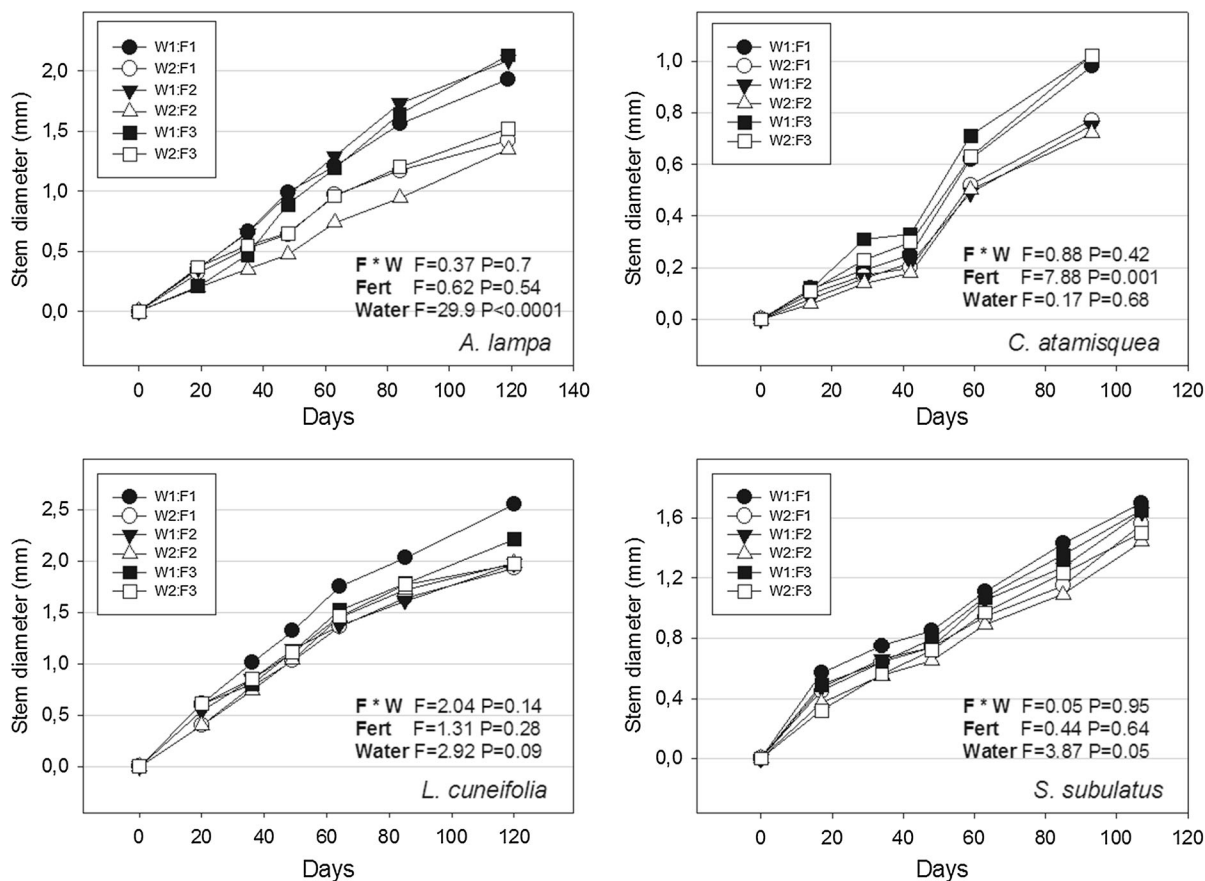 W1:F1
W2:F1
W1:F2
W2:F2
W1:F3
W2:F3
2,0
1,5
1,0
0,5
0,0
Stem diameter (mm)
F * W F=0.37 P=0.7
Fert F=0.62 P=0.54
Water F=29.9 P<0.0001
A. lampa
0 20 40 60 80 100 120 140
Days
W1:F1
W2:F1
W1:F2
W2:F2
W1:F3
W2:F3
1,0
0,8
0,6
0,4
0,2
0,0
Stem diameter (mm)
F * W F=0.88 P=0.42
Fert F=7.88 P=0.001
Water F=0.17 P=0.68
C. atamisquea
0 20 40 60 80 100 120
Days
W1:F1
W2:F1
W1:F2
W2:F2
W1:F3
W2:F3
2,5
2,0
1,5
1,0
0,5
0,0
Stem diameter (mm)
F * W F=2.04 P=0.14
Fert F=1.31 P=0.28
Water F=2.92 P=0.09
L. cuneifolia
0 20 40 60 80 100 120
Days
W1:F1
W2:F1
W1:F2
W2:F2
W1:F3
W2:F3
1,6
1,2
0,8
0,4
0,0
Stem diameter (mm)
F * W F=0.05 P=0.95
Fert F=0.44 P=0.64
Water F=3.87 P=0.05
S. subulatus
0 20 40 60 80 100 120
Days